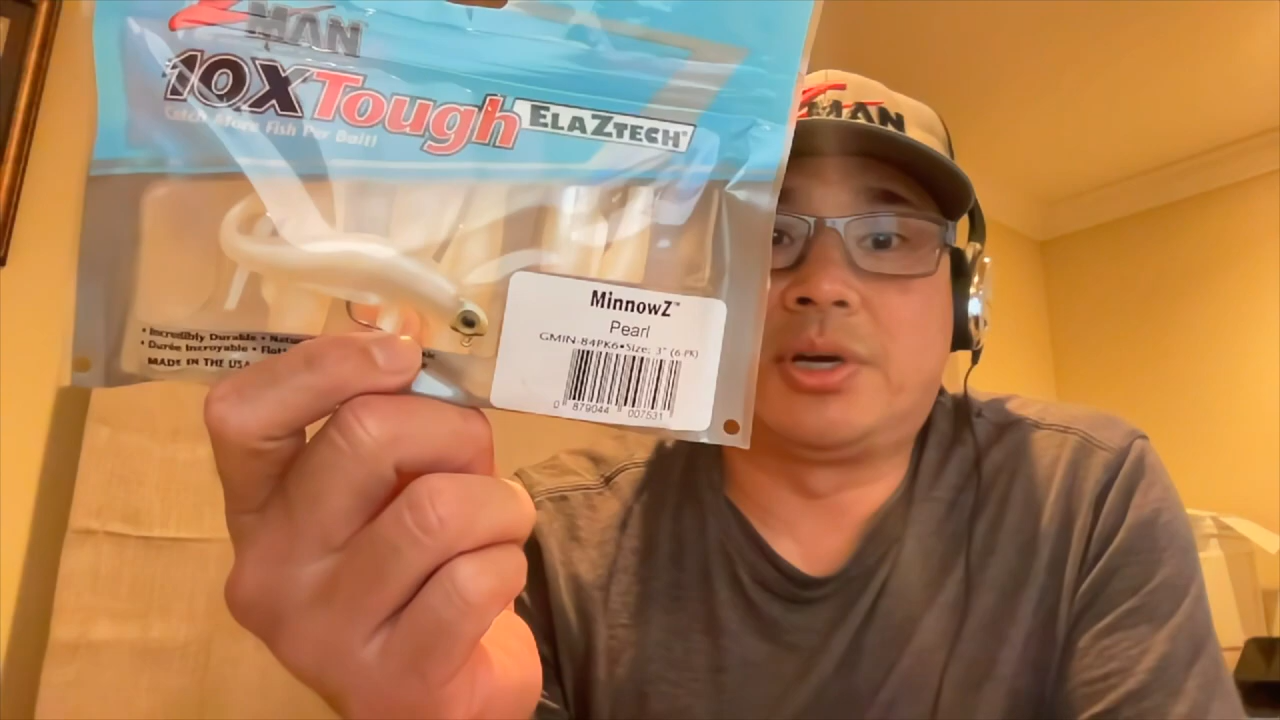 Z MAN
10X Tough ELAZTECH®
Catch More Fish Per Bait!
Z MAN
MinnowZ™
Pearl
GMIN-84PK6•Size: 3" (6-PK)
0 879044 007531
• Incredibly Durable •
• Durée Incroyable •
MADE IN THE USA